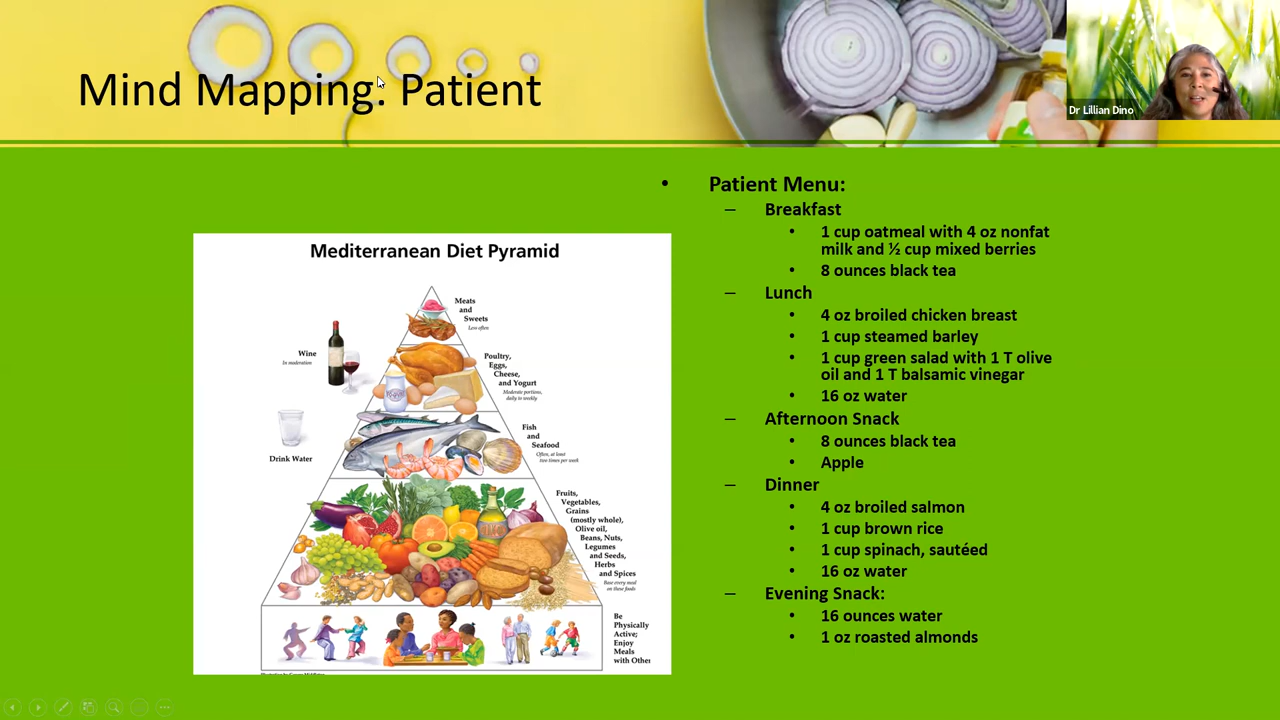 Mind Mapping: Patient
Dr Lillian Dino
Mediterranean Diet Pyramid
Meats
and
Sweets
Less often
Wine
In moderation
Poultry,
Eggs,
Cheese,
and Yogurt
Moderate portions,
daily to weekly
Fish
and
Seafood
Often, at least
two times per week
Drink Water
Fruits,
Vegetables,
Grains
(mostly whole),
Olive oil,
Beans, Nuts,
Legumes
and Seeds,
Herbs
and Spices
Base every meal
on these foods
Be
Physically
Active;
Enjoy
Meals
with Other
• Patient Menu:
– Breakfast
• 1 cup oatmeal with 4 oz nonfat
milk and ½ cup mixed berries
• 8 ounces black tea
– Lunch
• 4 oz broiled chicken breast
• 1 cup steamed barley
• 1 cup green salad with 1 T olive
oil and 1 T balsamic vinegar
• 16 oz water
– Afternoon Snack
• 8 ounces black tea
• Apple
– Dinner
• 4 oz broiled salmon
• 1 cup brown rice
• 1 cup spinach, sautéed
• 16 oz water
– Evening Snack:
• 16 ounces water
• 1 oz roasted almonds